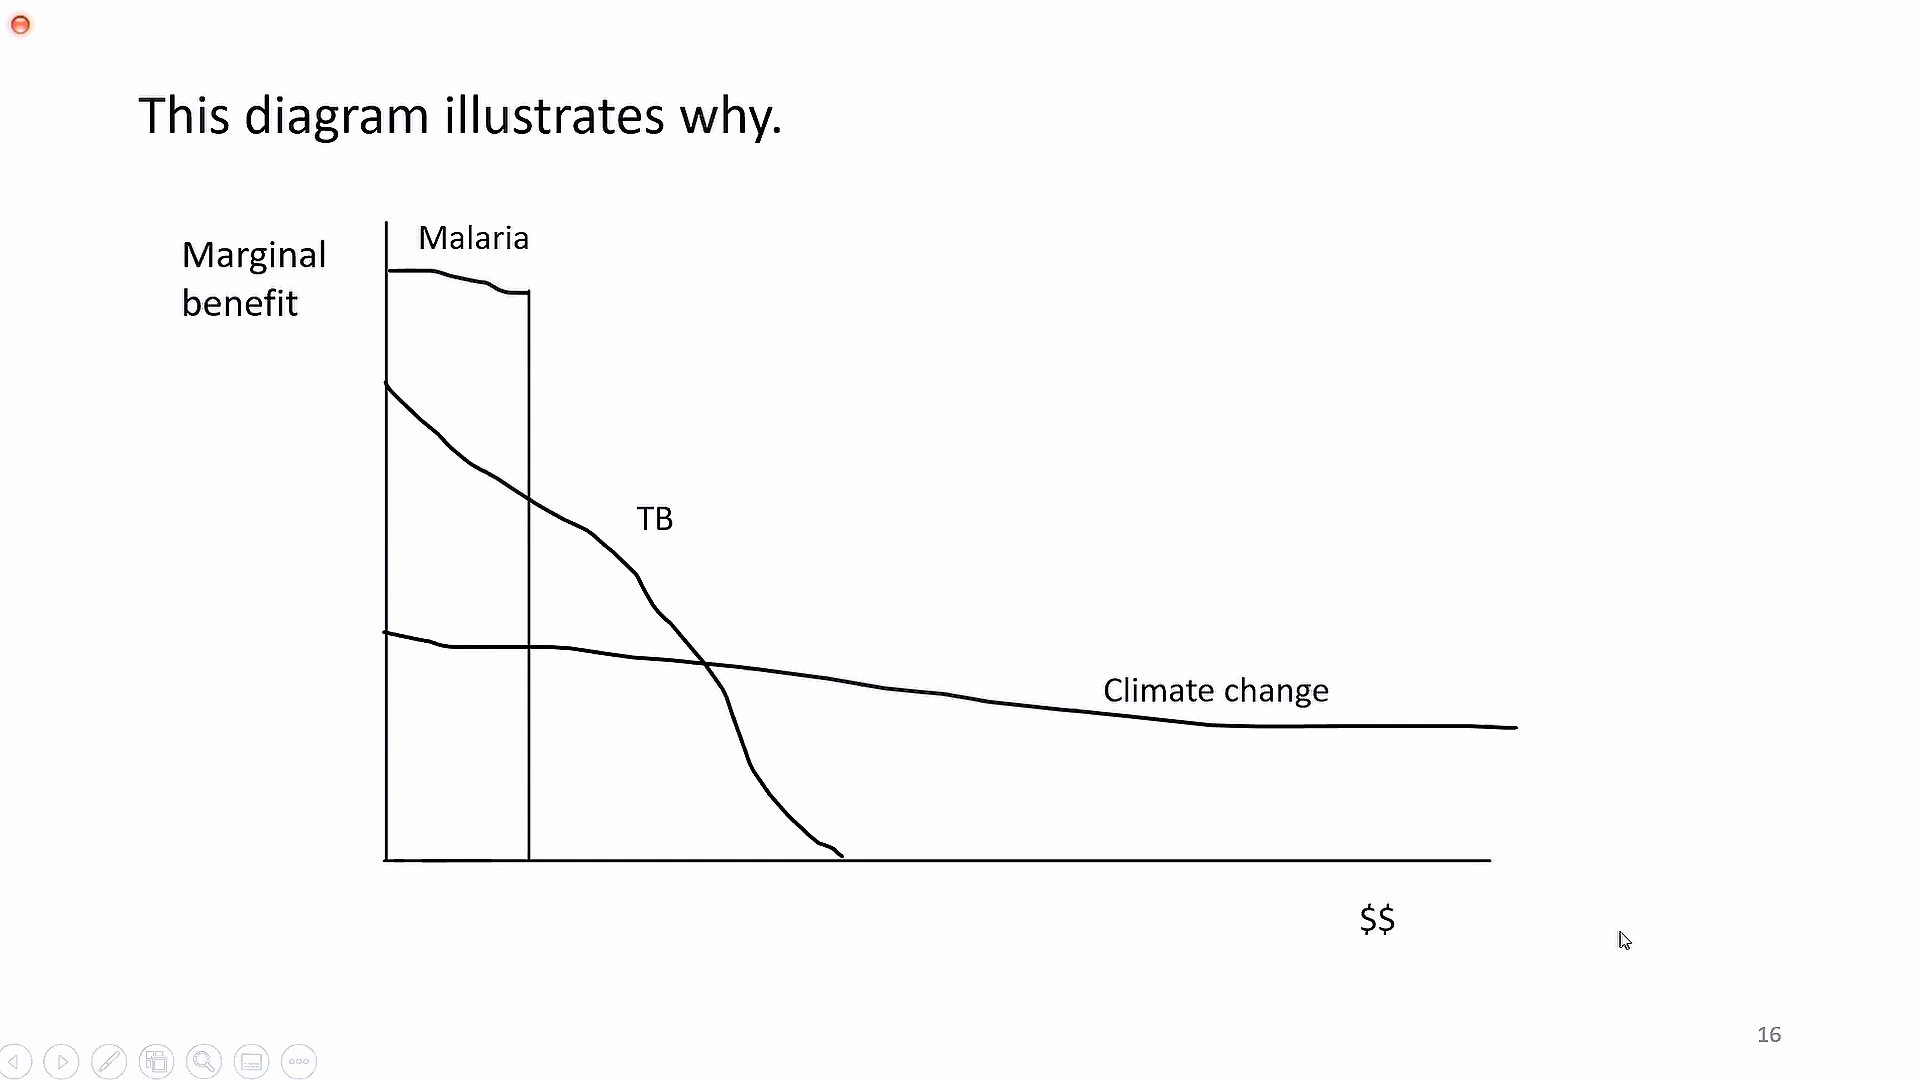 This diagram illustrates why.
Malaria
Marginal
benefit
TB
Climate change
$$
16